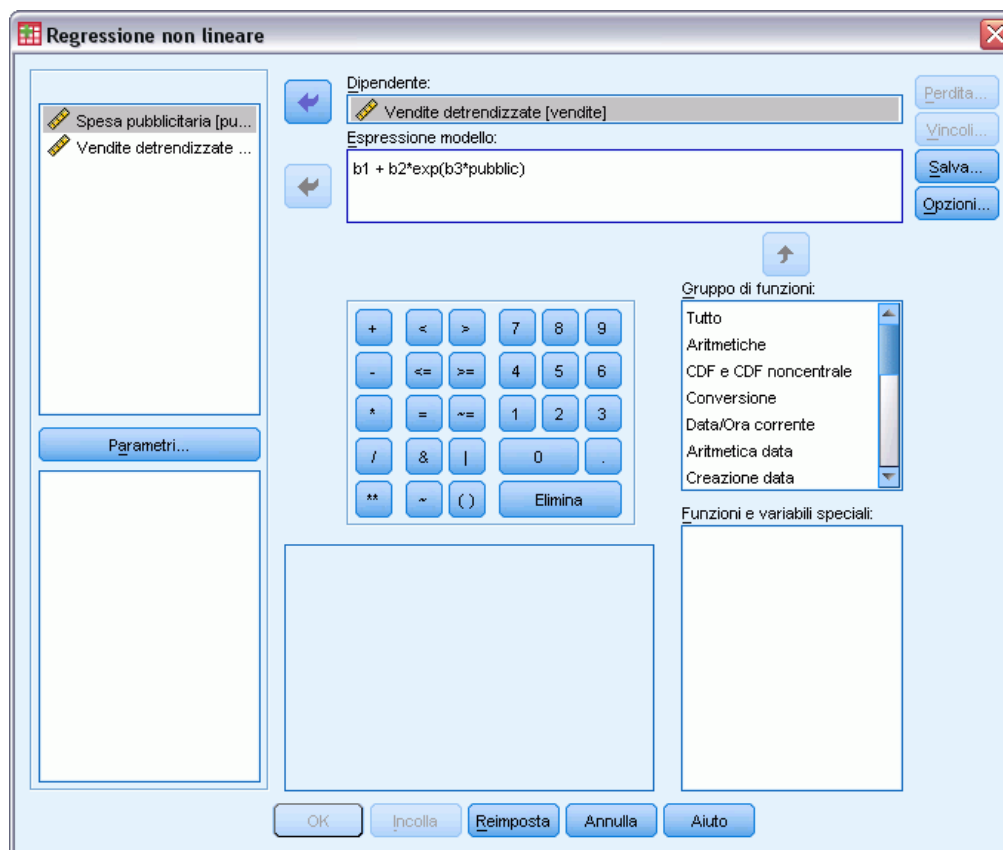 Regressione non lineare
Spesa pubblicitaria [pu...
Vendite detrendizzate ...
Parametri...
Dipendente:
Vendite detrendizzate [vendite]
Espressione modello:
b1 + b2*exp(b3*pubblic)
Perdita...
Vincoli...
Salva...
Opzioni...
+ < > 7 8 9
- <= >= 4 5 6
* = ~= 1 2 3
/ & | 0 .
** ~ ( ) Elimina
Gruppo di funzioni:
Tutto
Aritmetiche
CDF e CDF noncentrale
Conversione
Data/Ora corrente
Aritmetica data
Creazione data
Funzioni e variabili speciali:
OK Incolla Reimposta Annulla Aiuto